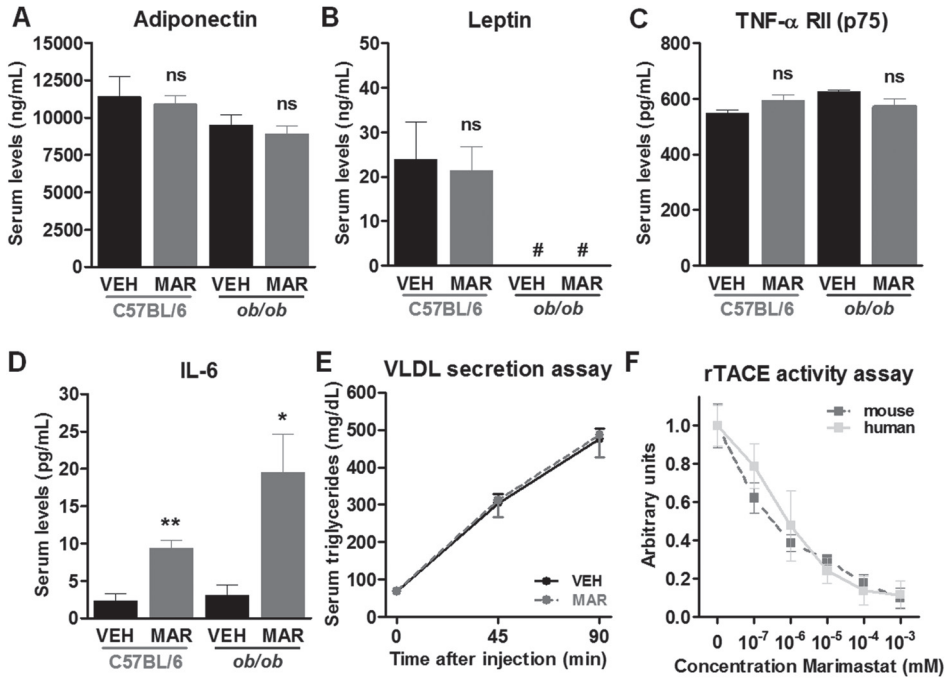 A
Adiponectin
Serum levels (ng/mL)
15000
12500
10000
7500
5000
2500
0
ns
ns
VEH MAR VEH MAR
C57BL/6 ob/ob
B
Leptin
Serum levels (ng/mL)
50
40
30
20
10
0
ns
# #
VEH MAR VEH MAR
C57BL/6 ob/ob
C
TNF-α RII (p75)
Serum levels (pg/mL)
800
600
400
200
0
ns
ns
VEH MAR VEH MAR
C57BL/6 ob/ob
D
IL-6
Serum levels (pg/mL)
30
25
20
15
10
5
0
**
*
VEH MAR VEH MAR
C57BL/6 ob/ob
E
VLDL secretion assay
Serum triglycerides (mg/dL)
600
500
400
300
200
100
0
VEH
MAR
0 45 90
Time after injection (min)
F
rTACE activity assay
Arbitrary units
1.0
0.8
0.6
0.4
0.2
0.0
mouse
human
0 10⁻⁷ 10⁻⁶ 10⁻⁵ 10⁻⁴ 10⁻³
Concentration Marimastat (mM)